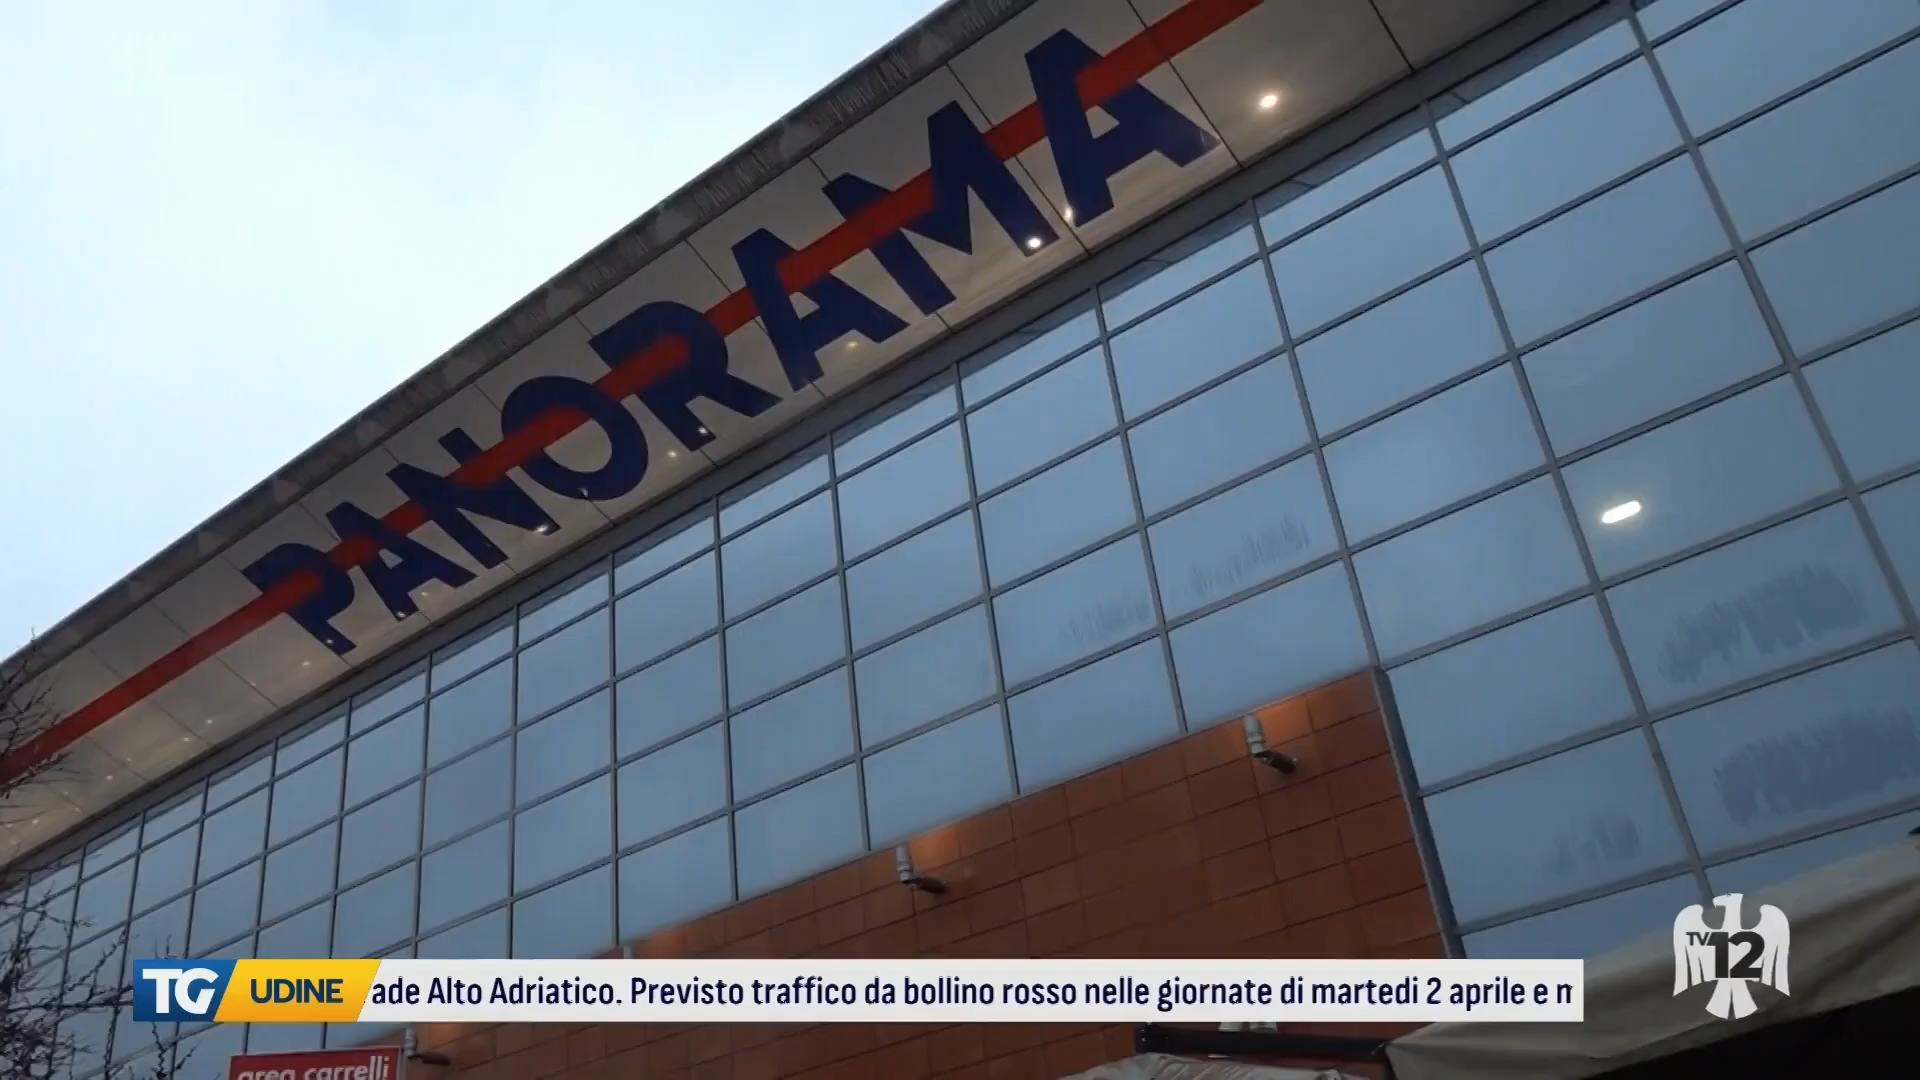 PANORAMA
TV12
TG UDINE ade Alto Adriatico. Previsto traffico da bollino rosso nelle giornate di martedi 2 aprile e
area carrelli